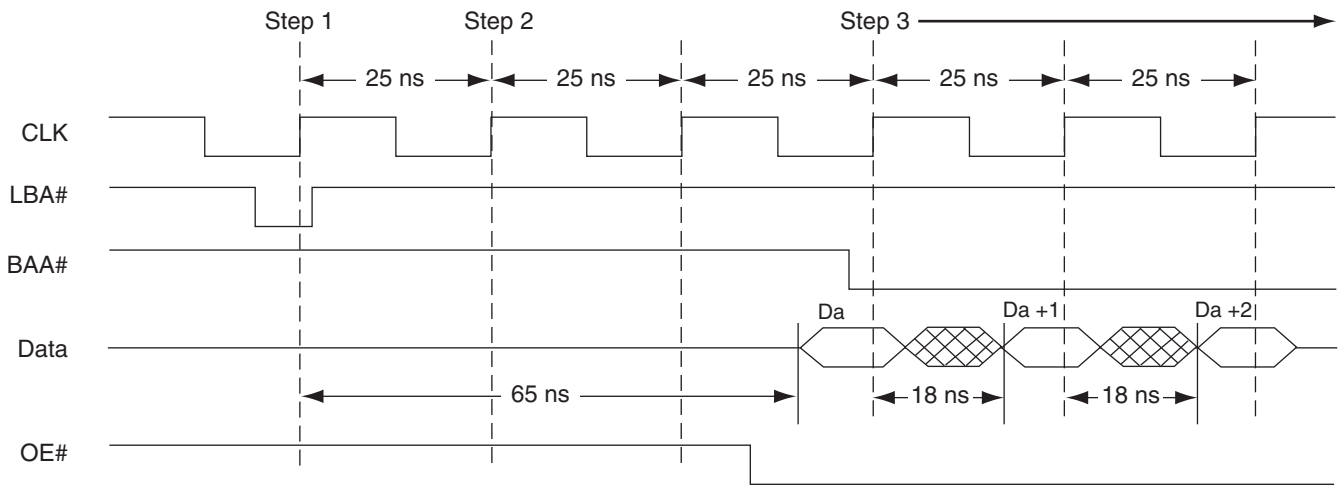 Step 1 Step 2 Step 3
25 ns 25 ns 25 ns 25 ns 25 ns
CLK
LBA#
BAA#
Da Da +1 Da +2
Data
65 ns 18 ns 18 ns
OE#